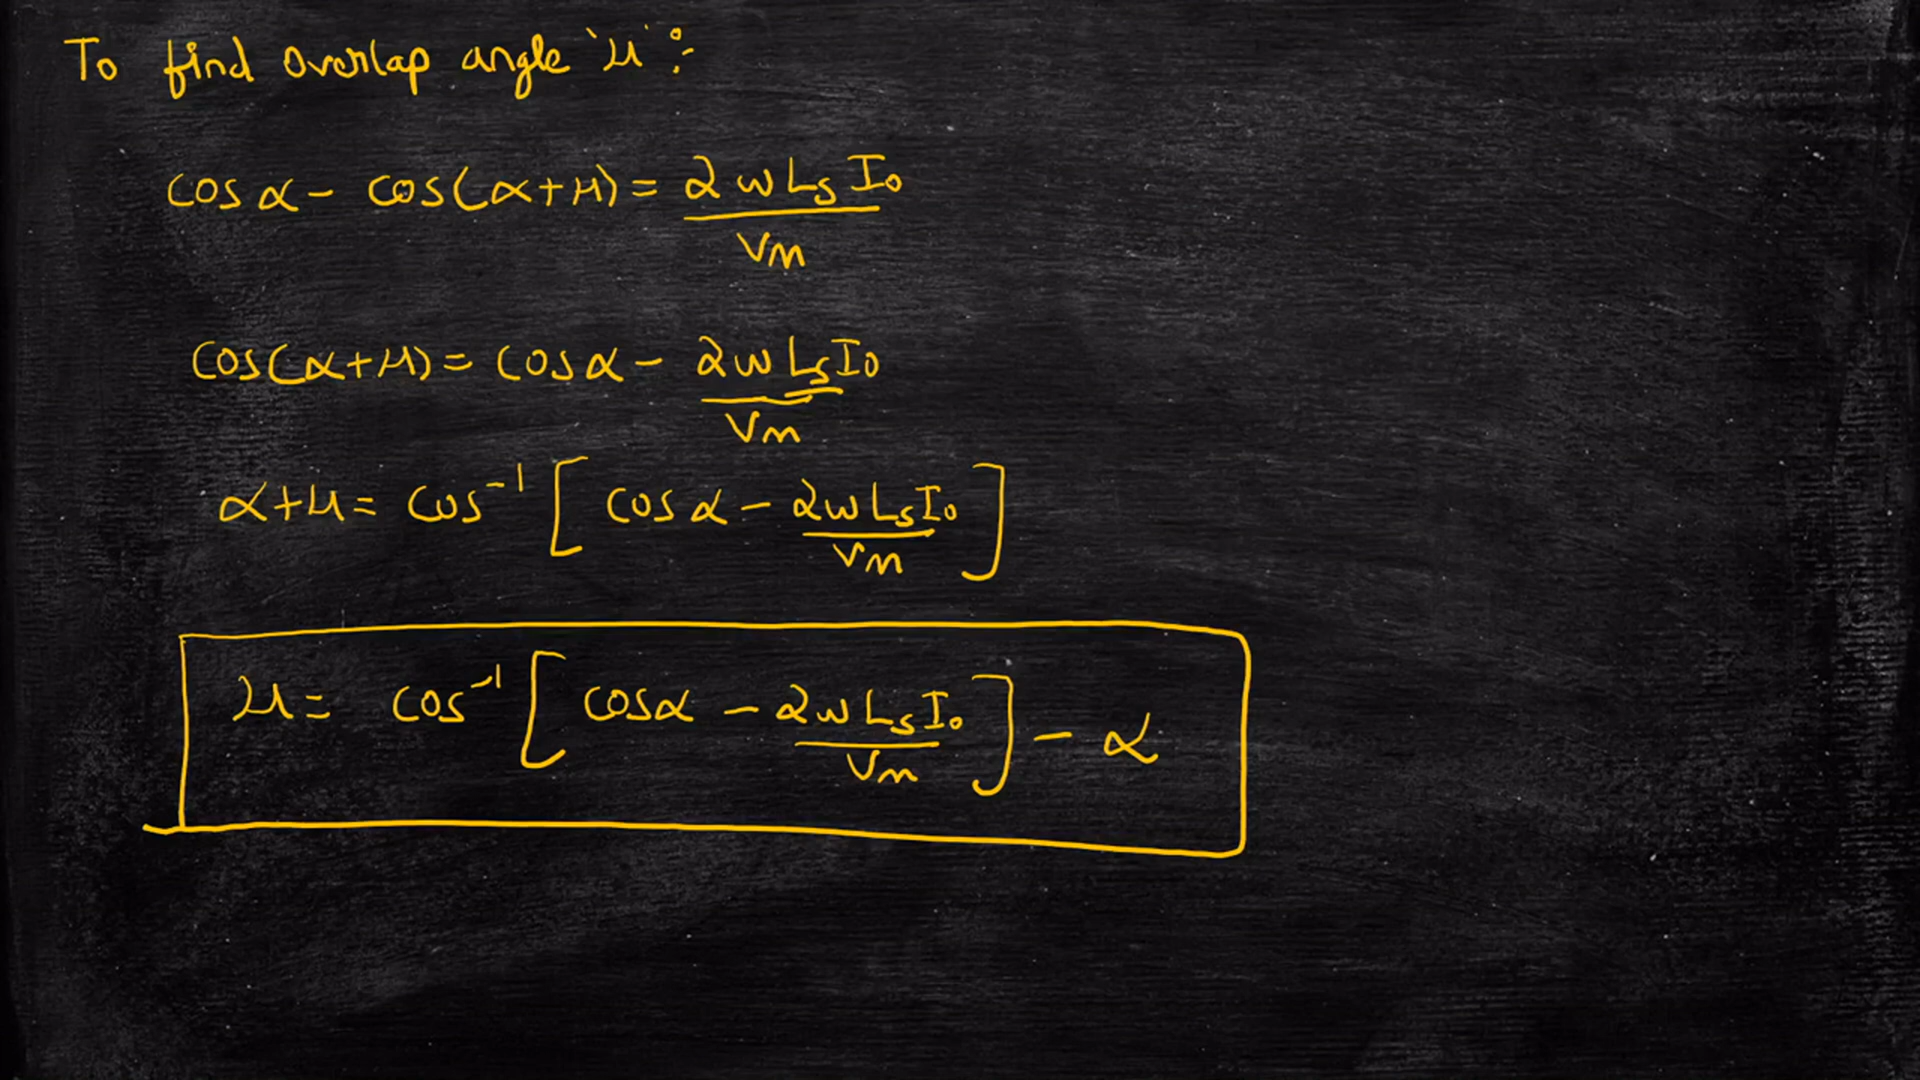 To find overlap angle 'μ' :-
cos α - cos(α+μ) = 2ωLsIo / Vm
cos(α+μ) = cos α - 2ωLsIo / Vm
α+μ = cos⁻¹ [ cos α - 2ωLsIo / Vm ]
μ = cos⁻¹ [ cos α - 2ωLsIo / Vm ] - α